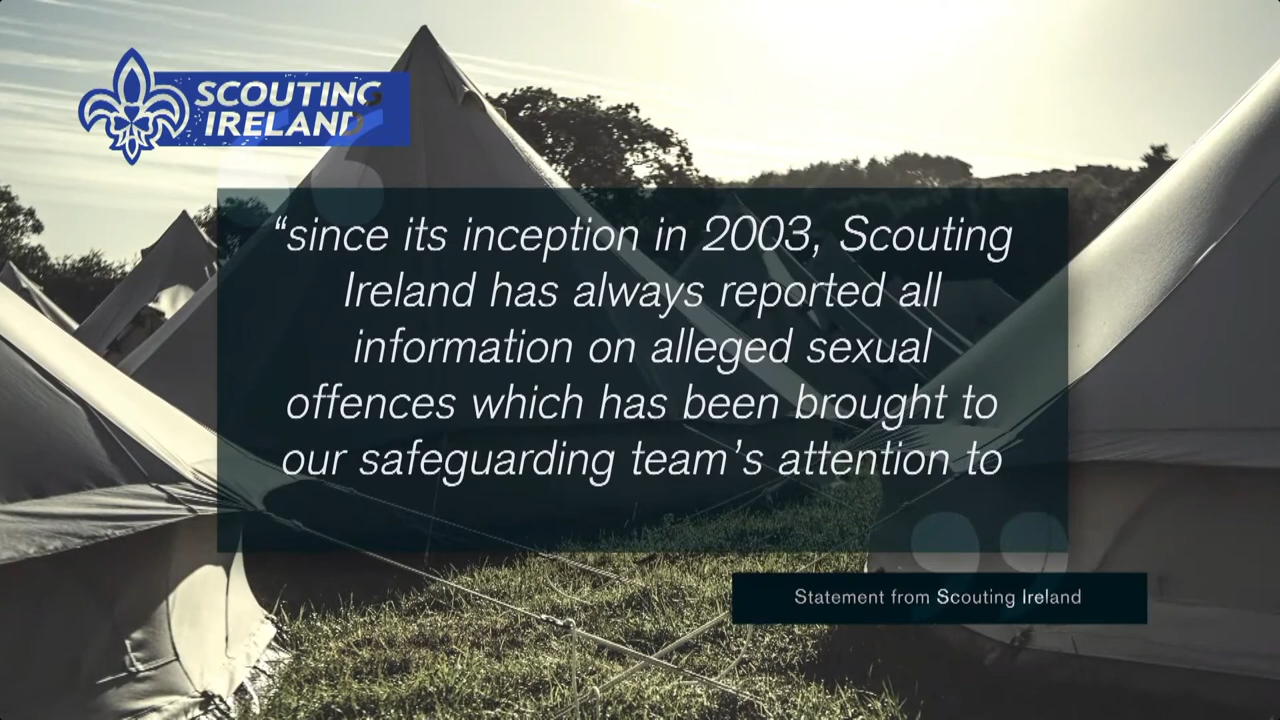 SCOUTING
IRELAND
“since its inception in 2003, Scouting
Ireland has always reported all
information on alleged sexual
offences which has been brought to
our safeguarding team’s attention to
Statement from Scouting Ireland